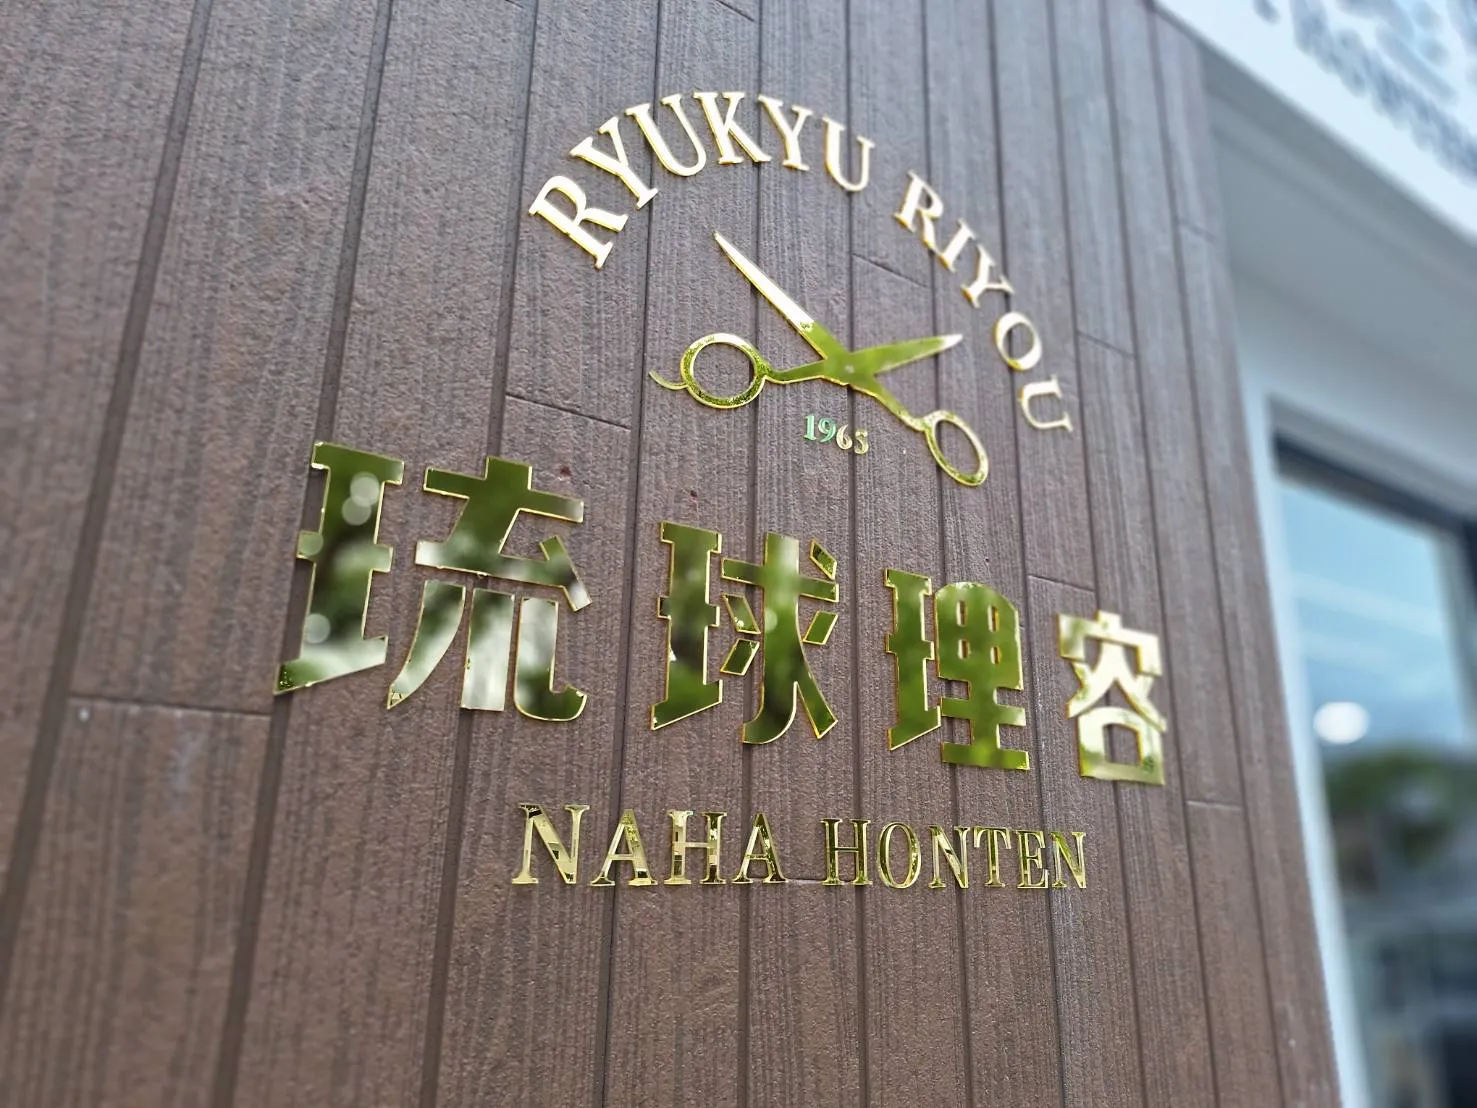 RYUKYU RIYOU
1965
琉球理容
NAHA HONTEN